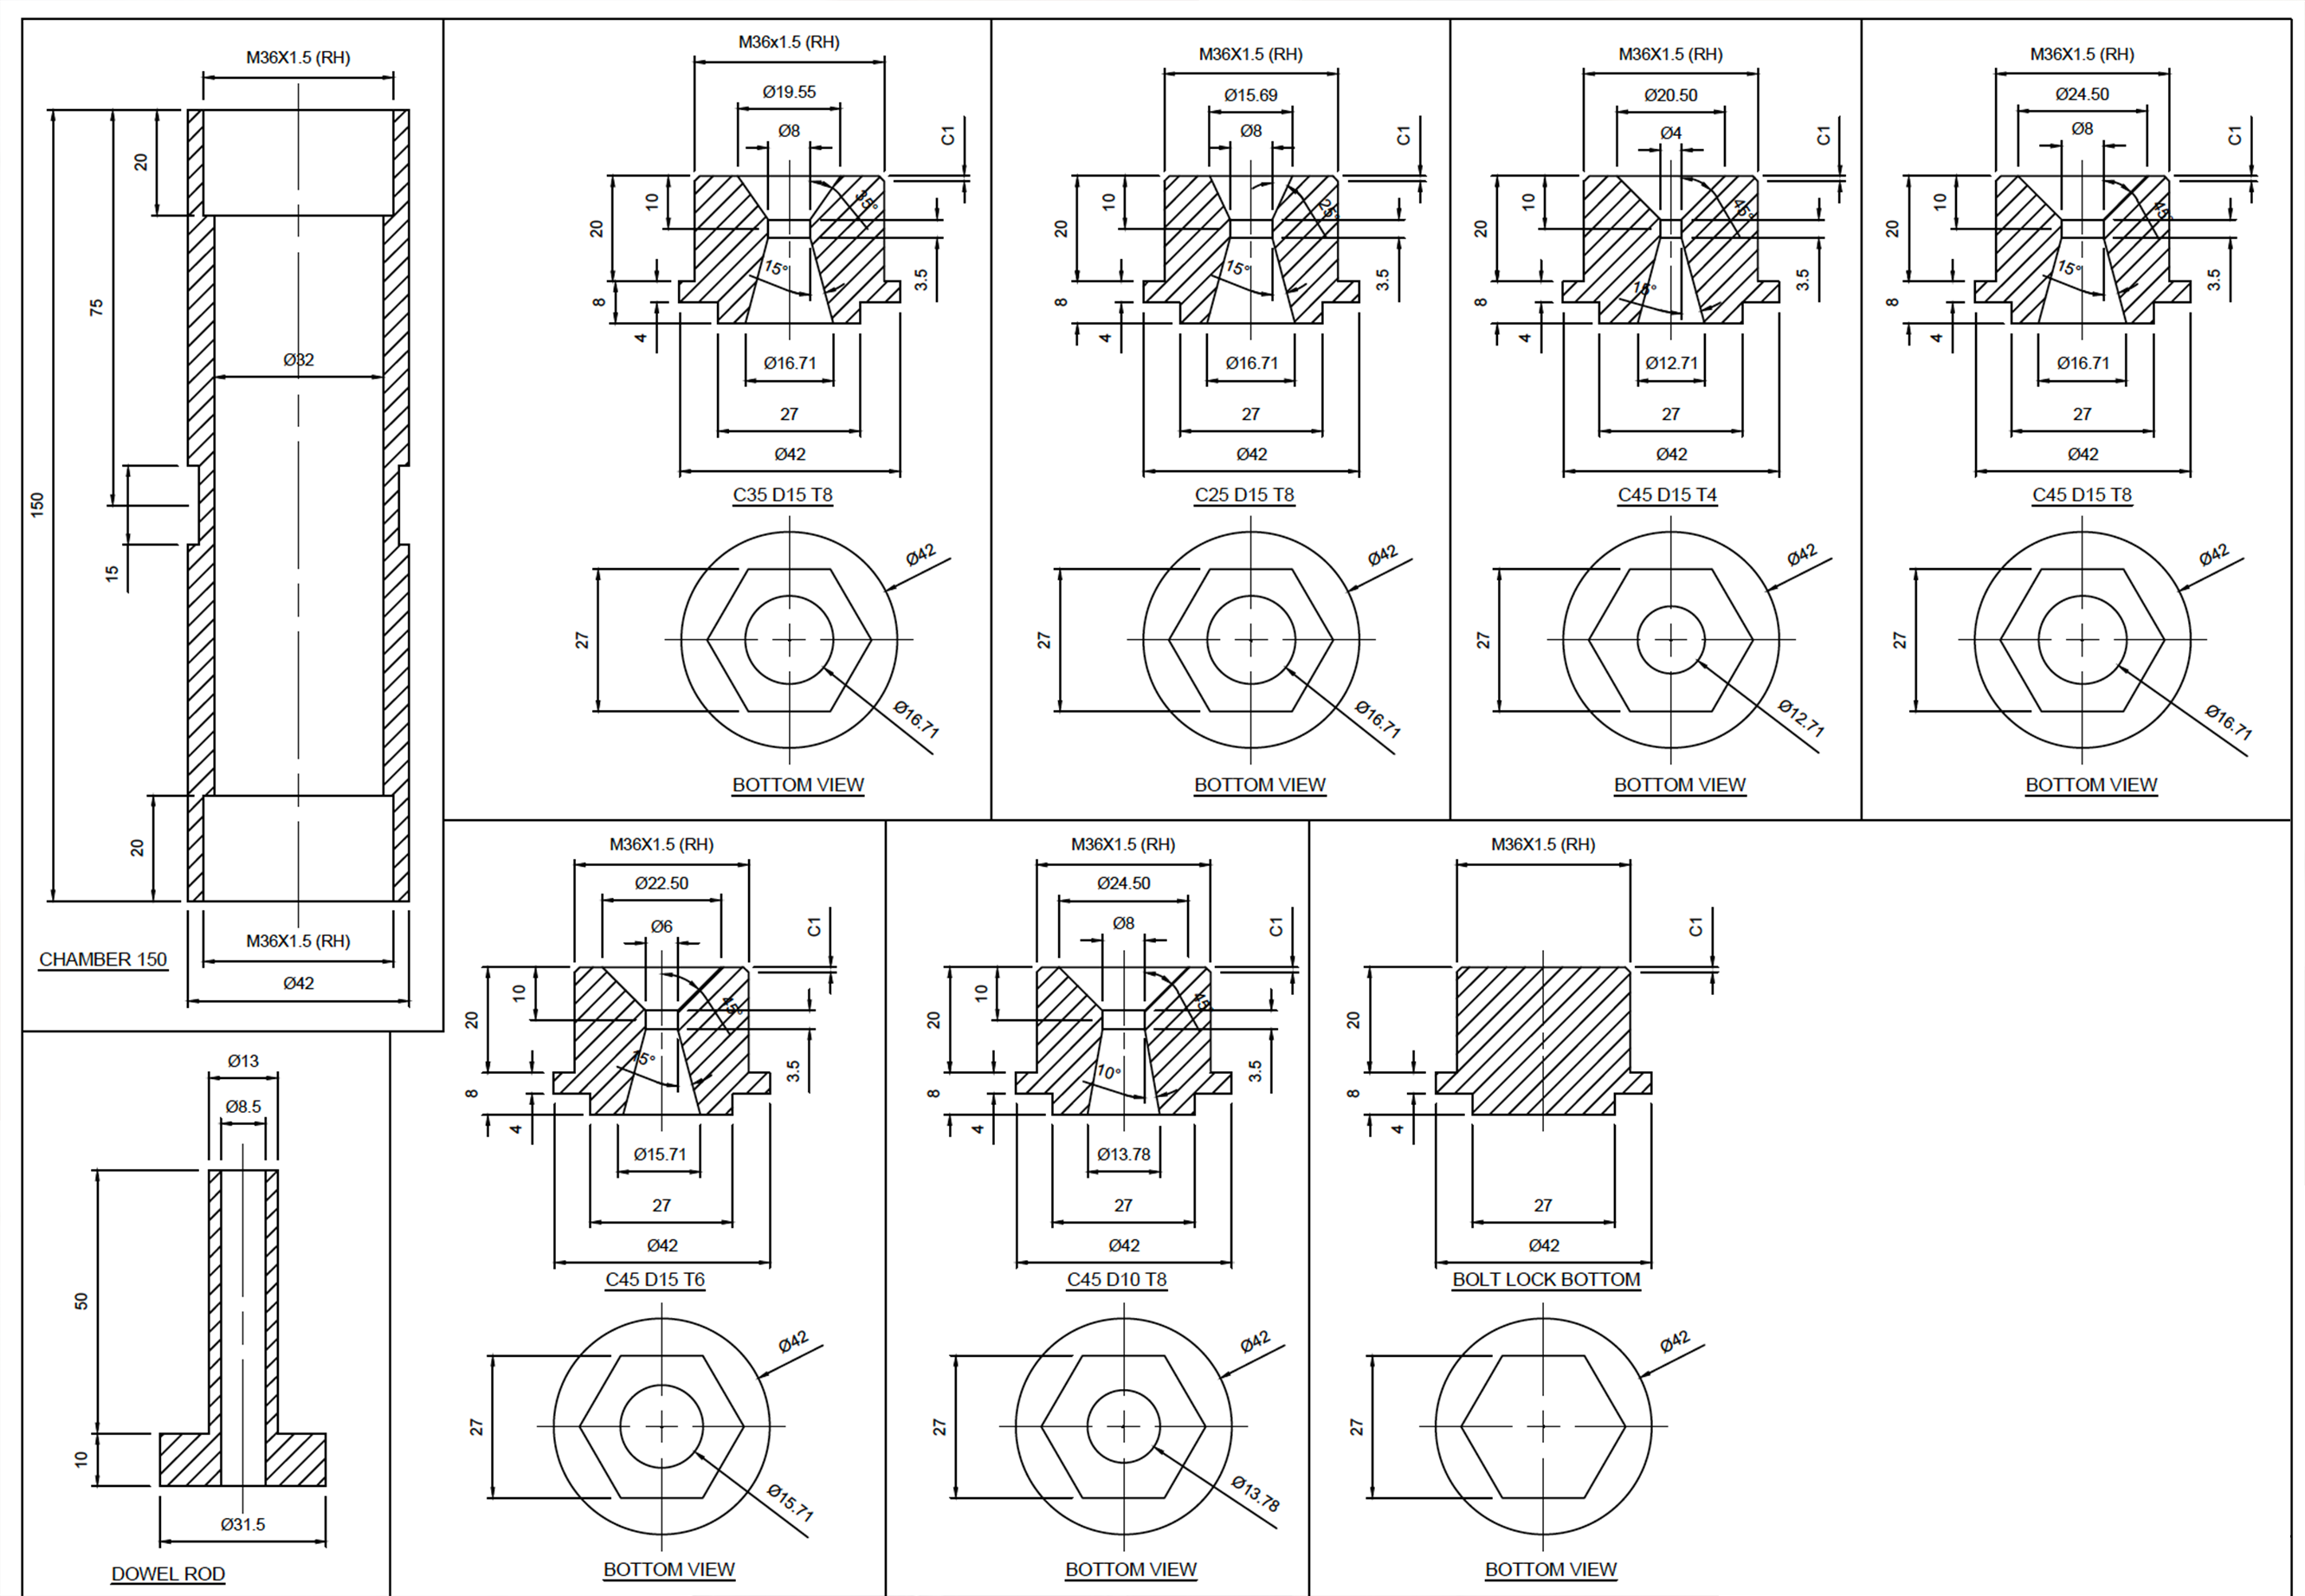 M36X1.5 (RH)
20
75
150
Ø32
15
20
M36X1.5 (RH)
CHAMBER 150
Ø42
M36x1.5 (RH)
Ø19.55
Ø8
C1
10
20
35°
15°
3.5
8
4
Ø16.71
27
Ø42
C35 D15 T8
Ø42
27
Ø16.71
BOTTOM VIEW
M36X1.5 (RH)
Ø15.69
Ø8
C1
10
20
25°
15°
3.5
8
4
Ø16.71
27
Ø42
C25 D15 T8
Ø42
27
Ø16.71
BOTTOM VIEW
M36X1.5 (RH)
Ø20.50
Ø4
C1
10
20
45°
15°
3.5
8
4
Ø12.71
27
Ø42
C45 D15 T4
Ø42
27
Ø12.71
BOTTOM VIEW
M36X1.5 (RH)
Ø24.50
Ø8
C1
10
20
45°
15°
3.5
8
4
Ø16.71
27
Ø42
C45 D15 T8
Ø42
27
Ø16.71
BOTTOM VIEW
Ø13
Ø8.5
50
10
Ø31.5
DOWEL ROD
M36X1.5 (RH)
Ø22.50
Ø6
C1
10
20
45°
15°
3.5
8
4
Ø15.71
27
Ø42
C45 D15 T6
Ø42
27
Ø15.71
BOTTOM VIEW
M36X1.5 (RH)
Ø24.50
Ø8
C1
10
20
45°
10°
3.5
8
4
Ø13.78
27
Ø42
C45 D10 T8
Ø42
27
Ø13.78
BOTTOM VIEW
M36X1.5 (RH)
C1
20
8
4
27
Ø42
BOLT LOCK BOTTOM
Ø42
27
BOTTOM VIEW